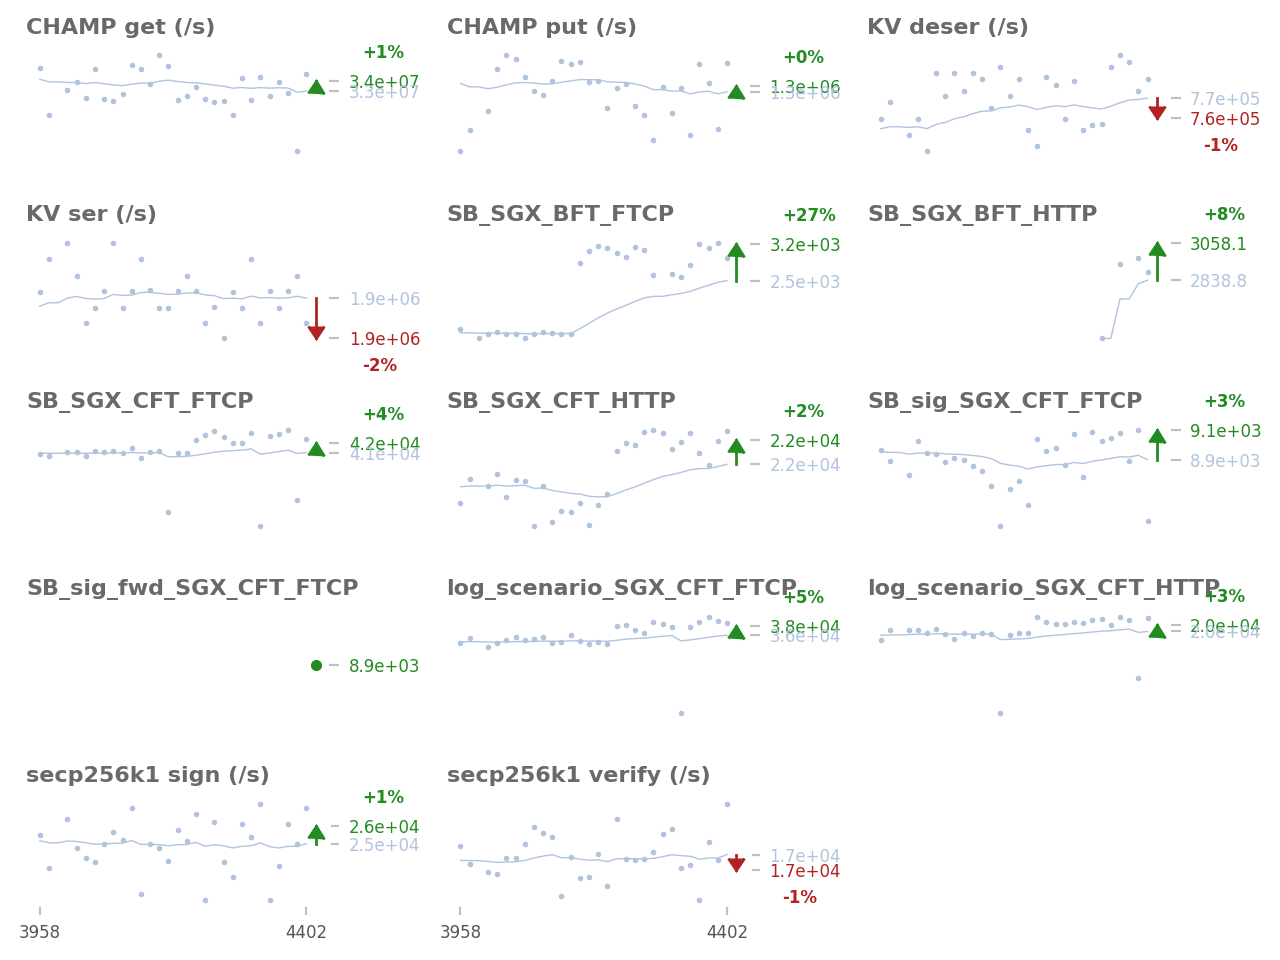 CHAMP get (/s)
+1%
3.4e+07
3.3e+07
CHAMP put (/s)
+0%
1.3e+06
1.3e+06
KV deser (/s)
7.7e+05
7.6e+05
-1%
KV ser (/s)
1.9e+06
1.9e+06
-2%
SB_SGX_BFT_FTCP
+27%
3.2e+03
2.5e+03
SB_SGX_BFT_HTTP
+8%
3058.1
2838.8
SB_SGX_CFT_FTCP
+4%
4.2e+04
4.1e+04
SB_SGX_CFT_HTTP
+2%
2.2e+04
2.2e+04
SB_sig_SGX_CFT_FTCP
+3%
9.1e+03
8.9e+03
SB_sig_fwd_SGX_CFT_FTCP
8.9e+03
log_scenario_SGX_CFT_FTCP
+5%
3.8e+04
3.6e+04
log_scenario_SGX_CFT_HTTP
+3%
2.0e+04
2.0e+04
secp256k1 sign (/s)
+1%
2.6e+04
2.5e+04
3958
4402
secp256k1 verify (/s)
1.7e+04
1.7e+04
-1%
3958
4402